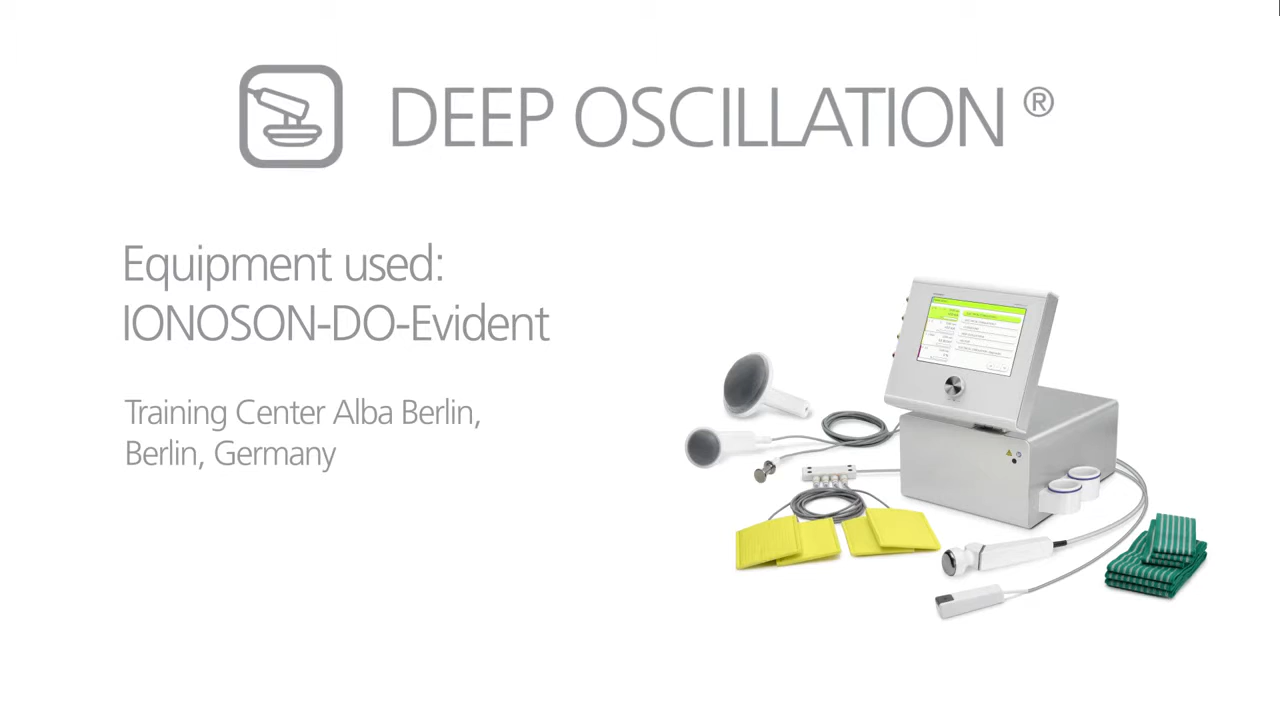 DEEP OSCILLATION ®
Equipment used:
IONOSON-DO-Evident
Training Center Alba Berlin,
Berlin, Germany